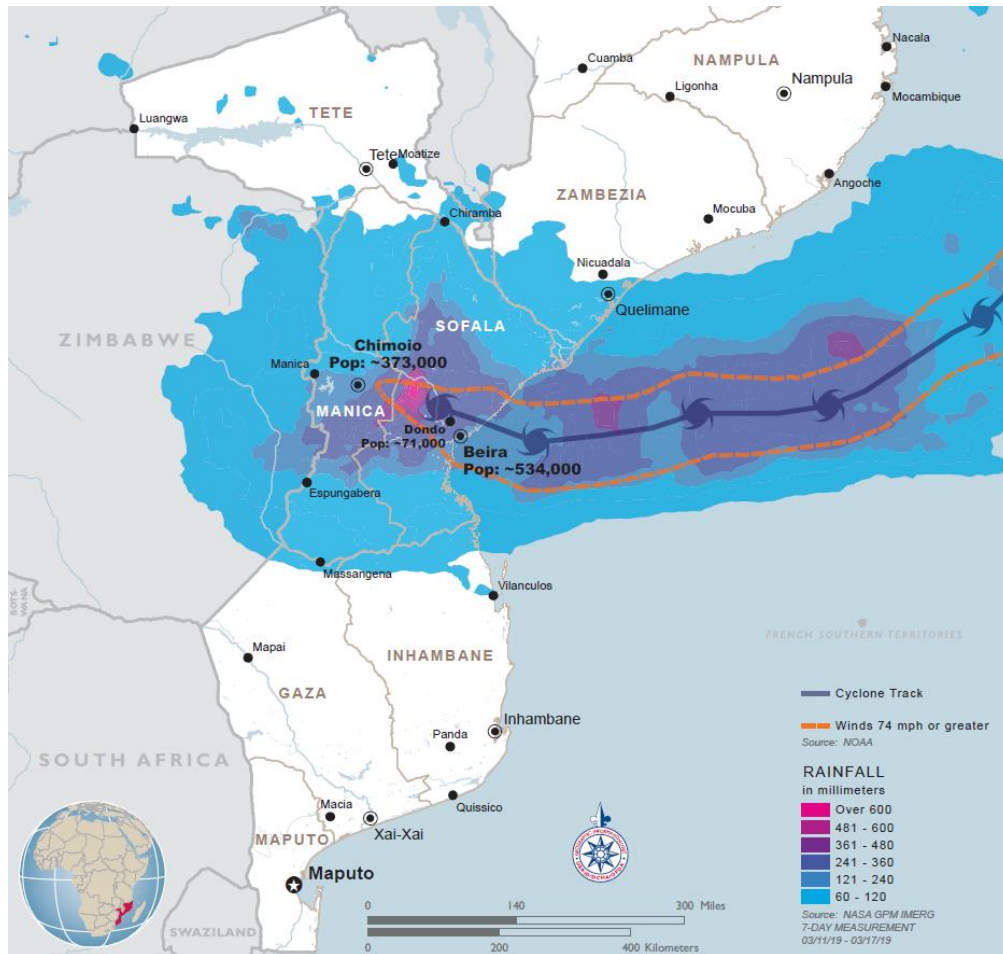 Nacala
Cuamba
NAMPULA
Ligonha
Nampula
Mocambique
Luangwa
TETE
Tete
Moatize
Angoche
ZAMBEZIA
Chiramba
Mocuba
Nicuadala
Quelimane
SOFALA
ZIMBABWE
Chimoio
Pop: ~373,000
Manica
MANICA
Dondo
Pop: ~71,000
Beira
Pop: ~534,000
Espungabera
Massangena
Vilanculos
BOTS-
WANA
FRENCH SOUTHERN TERRITORIES
Mapai
INHAMBANE
GAZA
Inhambane
Panda
SOUTH AFRICA
Quissico
Macia
Xai-Xai
MAPUTO
Maputo
SWAZILAND
Cyclone Track
Winds 74 mph or greater
Source: NOAA
RAINFALL
in millimeters
Over 600
481 - 600
361 - 480
241 - 360
121 - 240
60 - 120
Source: NASA GPM IMERG
7-DAY MEASUREMENT
03/11/19 - 03/17/19
0 140 300 Miles
0 200 400 Kilometers